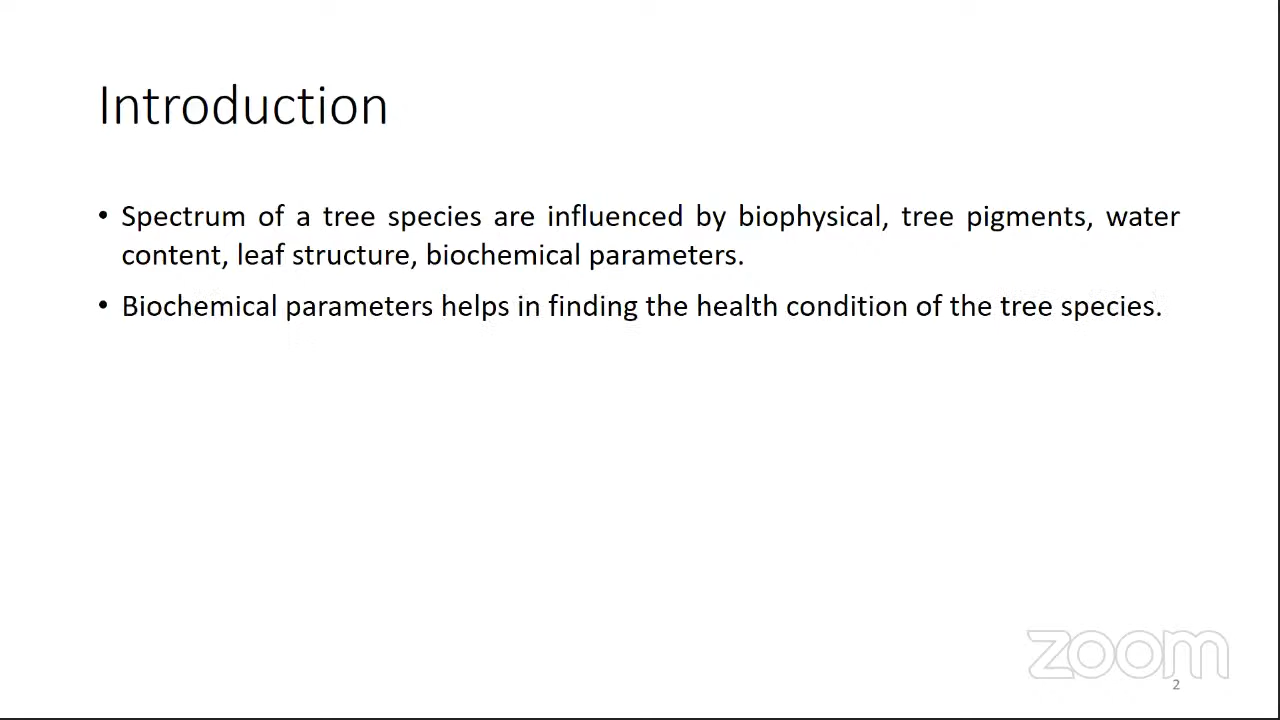 Introduction
• Spectrum of a tree species are influenced by biophysical, tree pigments, water
content, leaf structure, biochemical parameters.
• Biochemical parameters helps in finding the health condition of the tree species.
zoom
2